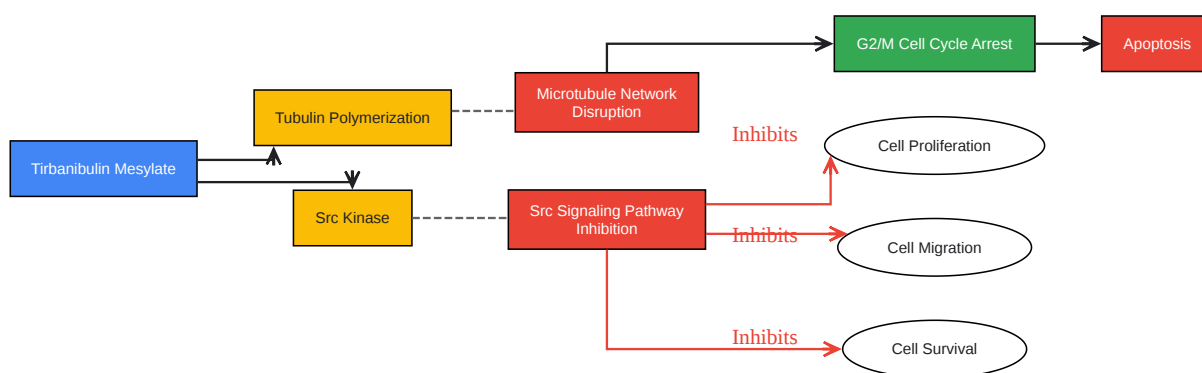 G2/M Cell Cycle Arrest
Apoptosis
Microtubule Network
Disruption
Tubulin Polymerization
Inhibits
Cell Proliferation
Tirbanibulin Mesylate
Src Kinase
Src Signaling Pathway
Inhibition
Inhibits
Cell Migration
Inhibits
Cell Survival